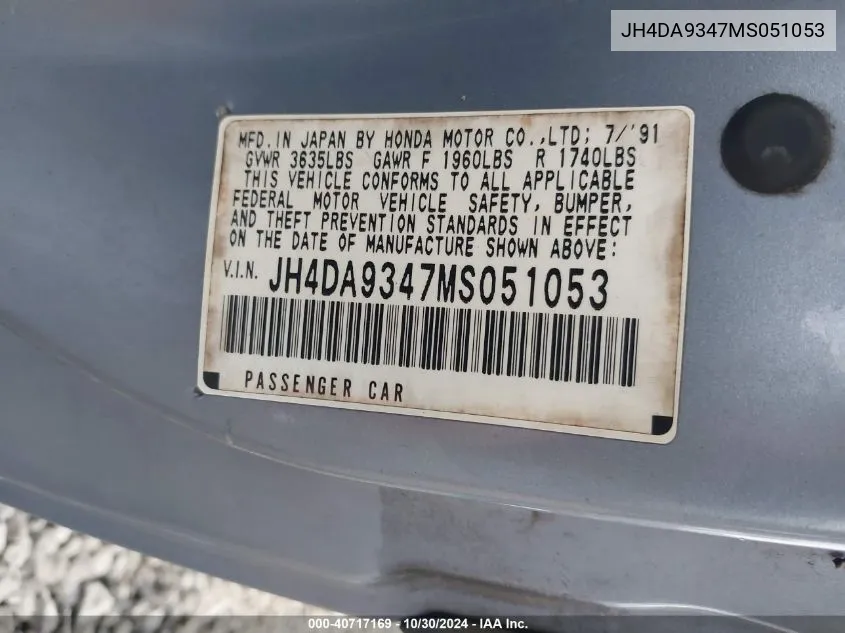 JH4DA9347MS051053
MFD. IN JAPAN BY HONDA MOTOR CO.,LTD; 7/'91
GVWR 3635LBS GAWR F 1960LBS R 1740LBS
THIS VEHICLE CONFORMS TO ALL APPLICABLE
FEDERAL MOTOR VEHICLE SAFETY, BUMPER,
AND THEFT PREVENTION STANDARDS IN EFFECT
ON THE DATE OF MANUFACTURE SHOWN ABOVE:
V.I.N. JH4DA9347MS051053
PASSENGER CAR
000-40717169 - 10/30/2024 - IAA Inc.